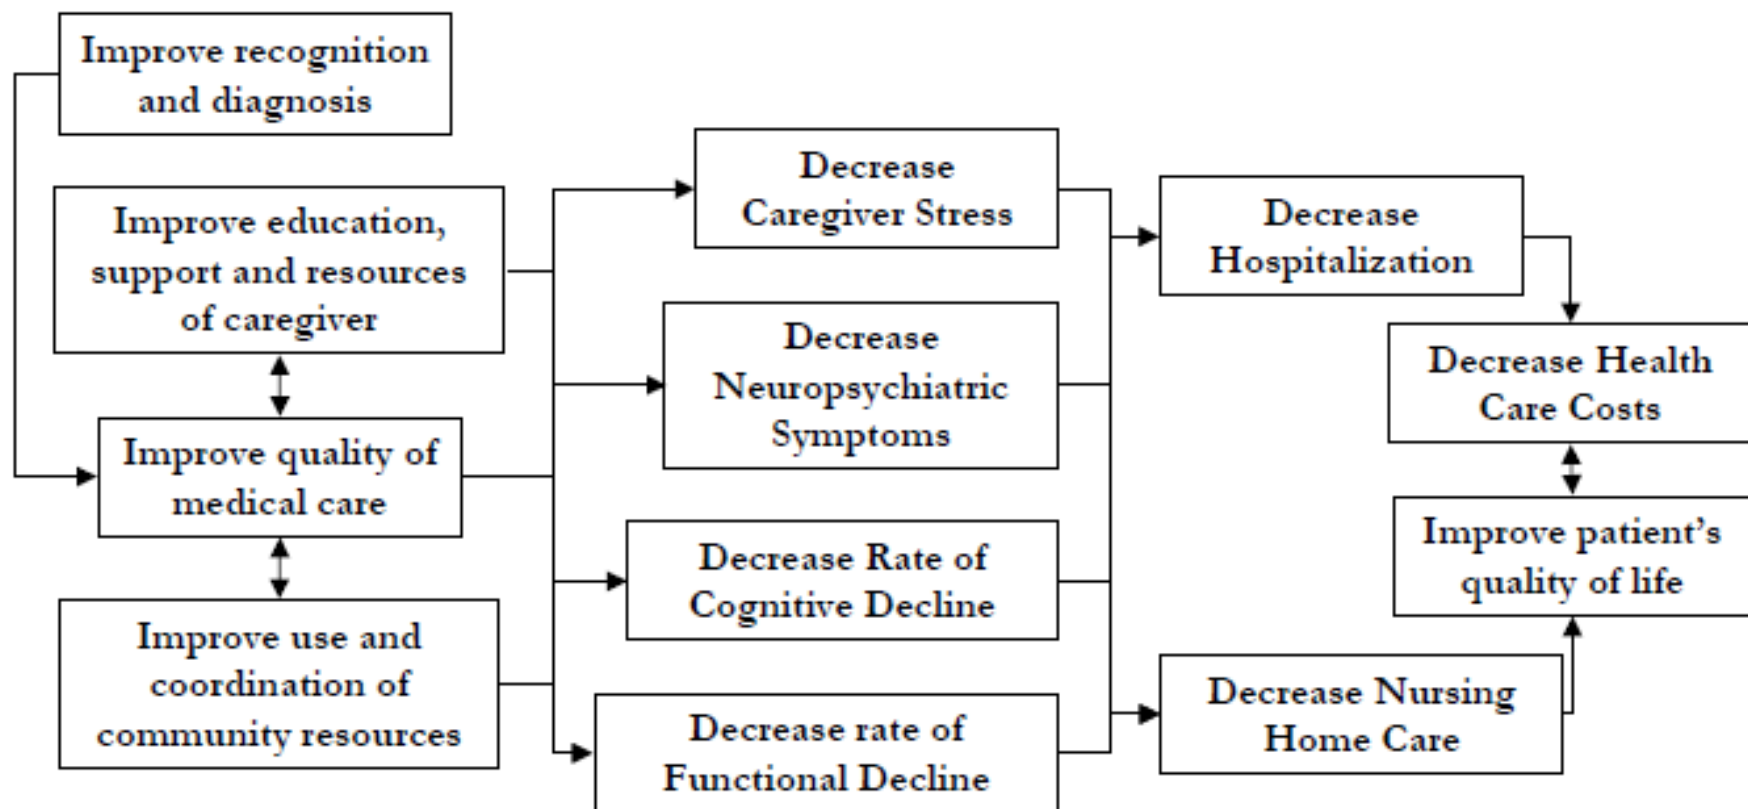 Improve recognition
and diagnosis
Improve education,
support and resources
of caregiver
Improve quality of
medical care
Improve use and
coordination of
community resources
Decrease
Caregiver Stress
Decrease
Neuropsychiatric
Symptoms
Decrease Rate of
Cognitive Decline
Decrease rate of
Functional Decline
Decrease
Hospitalization
Decrease Health
Care Costs
Improve patient's
quality of life
Decrease Nursing
Home Care